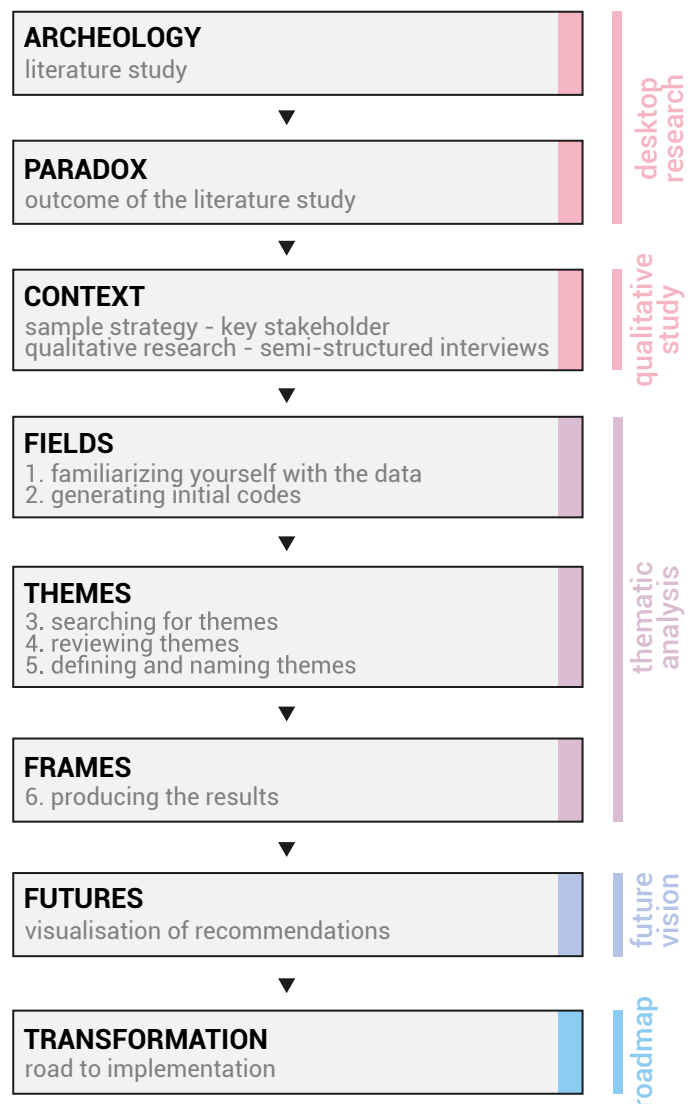 ARCHEOLOGY
literature study
desktop
research
PARADOX
outcome of the literature study
CONTEXT
sample strategy - key stakeholder
qualitative research - semi-structured interviews
qualitative
study
FIELDS
1. familiarizing yourself with the data
2. generating initial codes
THEMES
3. searching for themes
4. reviewing themes
5. defining and naming themes
thematic
analysis
FRAMES
6. producing the results
FUTURES
visualisation of recommendations
future
vision
TRANSFORMATION
road to implementation
roadmap